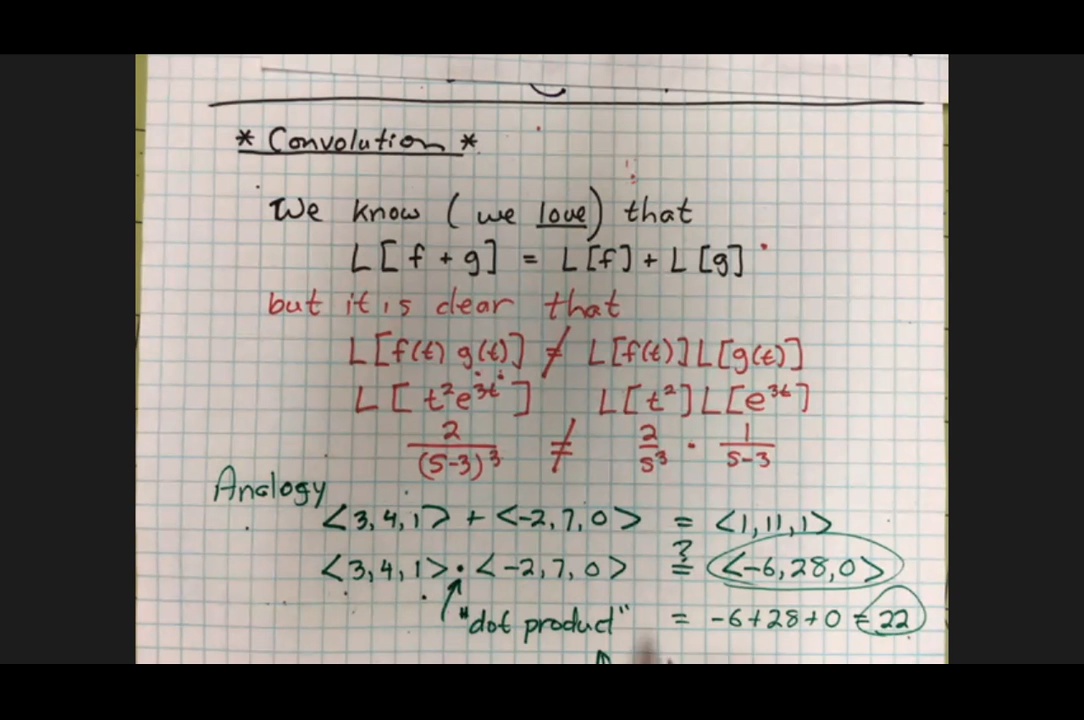 * Convolution *
We know (we love) that
L[f + g] = L[f] + L[g]
but it is clear that
L[f(t) g(t)] ≠ L[f(t)]L[g(t)]
L[t²e³ᵗ] L[t²]L[e³ᵗ]
2/(s-3)³ ≠ 2/s³ · 1/(s-3)
Analogy
<3, 4, 1> + <-2, 7, 0> = <1, 11, 1>
<3, 4, 1> • <-2, 7, 0> ≟ <-6, 28, 0>
"dot product" = -6+28+0 = 22